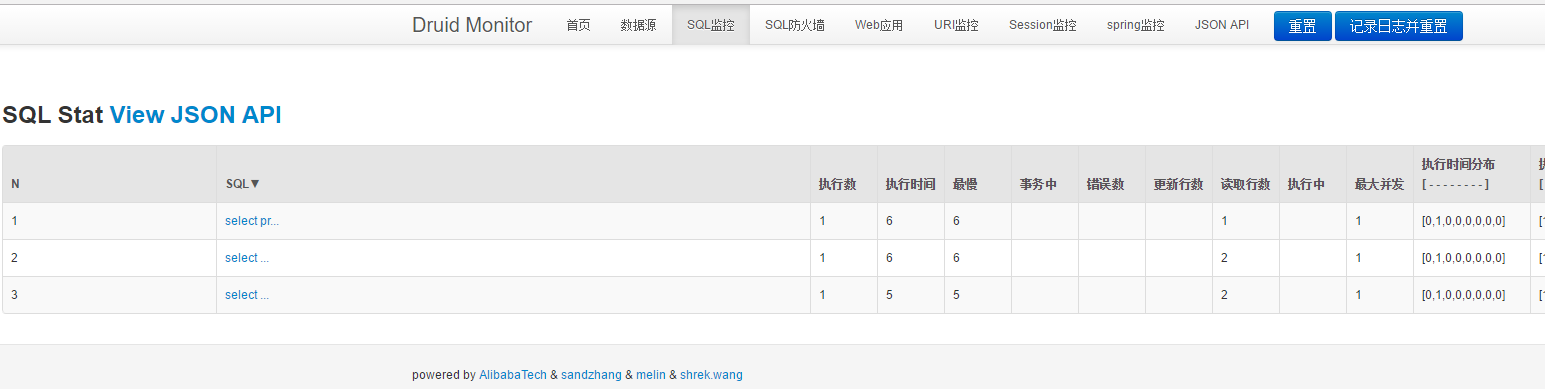 Druid Monitor 首页 数据源 SQL监控 SQL防火墙 Web应用 URI监控 Session监控 spring监控 JSON API 重置 记录日志并重置
SQL Stat View JSON API
N SQL▼ 执行数 执行时间 最慢 事务中 错误数 更新行数 读取行数 执行中 最大并发 执行时间分布 [ - - - - - - - - ] [
1 select pr... 1 6 6 1 1 [0,1,0,0,0,0,0,0]
2 select ... 1 6 6 2 1 [0,1,0,0,0,0,0,0]
3 select ... 1 5 5 2 1 [0,1,0,0,0,0,0,0]
powered by AlibabaTech & sandzhang & melin & shrek.wang